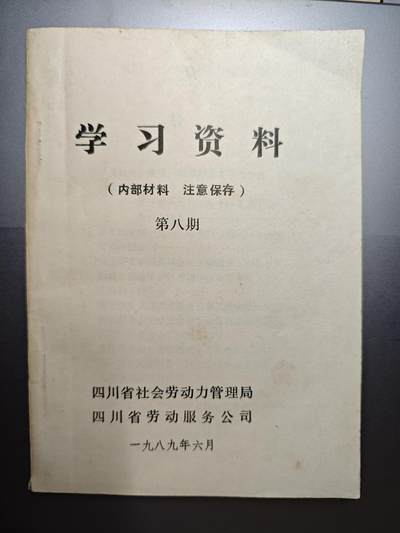 学习资料
（内部材料 注意保存）
第八期
四川省社会劳动力管理局
四川省劳动服务公司
一九八九年六月